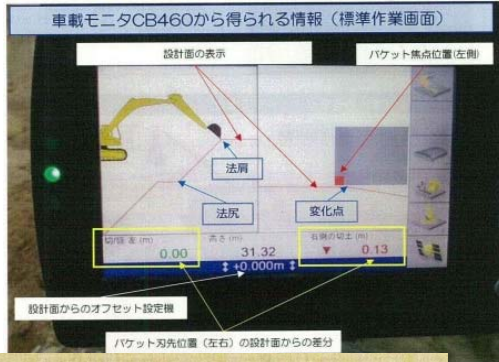 車載モニタCB460から得られる情報（標準作業画面）
設計面の表示
バケット焦点位置(左側)
法肩
法尻
変化点
切/盛 左 (m)
高さ (m)
右側の切土 (m)
0.00
31.32
▼ 0.13
↕ +0.000m ↕
設計面からのオフセット設定機
バケット刃先位置（左右）の設計面からの差分